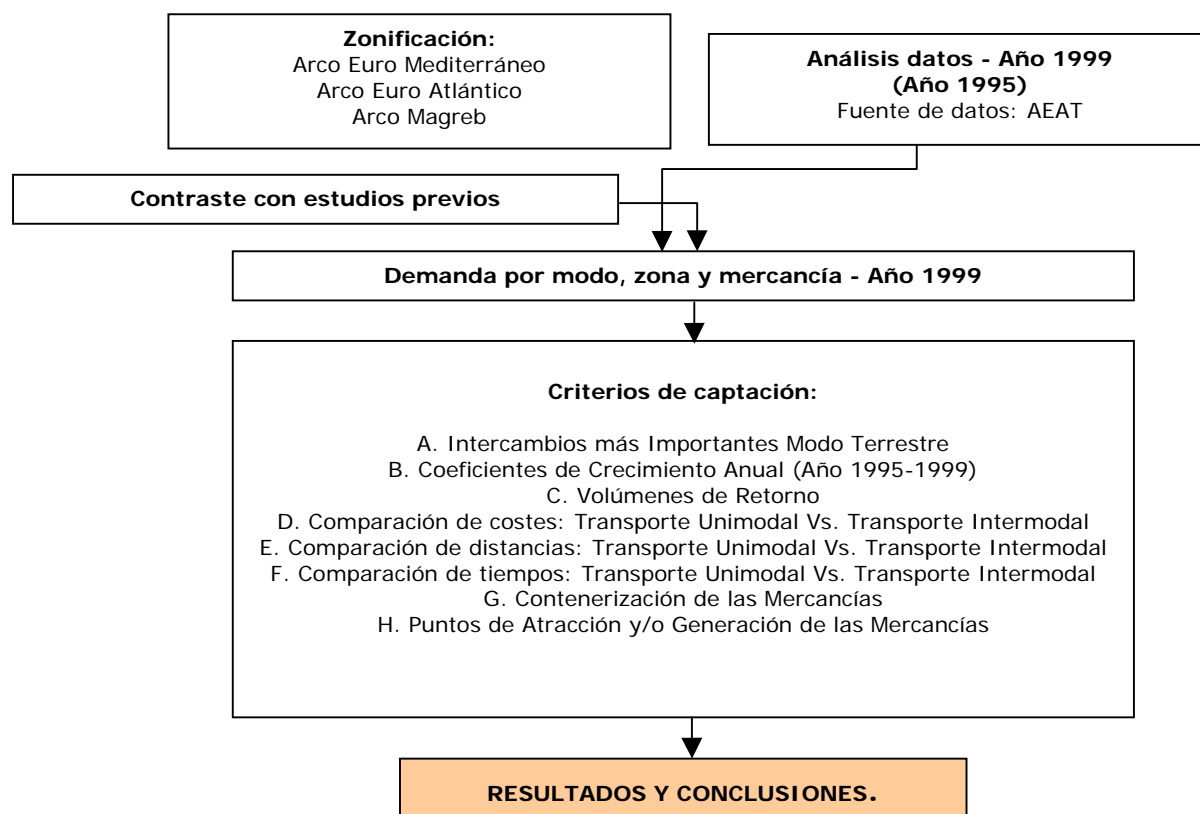 Zonificación:
Arco Euro Mediterráneo
Arco Euro Atlántico
Arco Magreb
Análisis datos - Año 1999
(Año 1995)
Fuente de datos: AEAT
Contraste con estudios previos
Demanda por modo, zona y mercancía - Año 1999
Criterios de captación:
A. Intercambios más Importantes Modo Terrestre
B. Coeficientes de Crecimiento Anual (Año 1995-1999)
C. Volúmenes de Retorno
D. Comparación de costes: Transporte Unimodal Vs. Transporte Intermodal
E. Comparación de distancias: Transporte Unimodal Vs. Transporte Intermodal
F. Comparación de tiempos: Transporte Unimodal Vs. Transporte Intermodal
G. Contenerización de las Mercancías
H. Puntos de Atracción y/o Generación de las Mercancías
RESULTADOS Y CONCLUSIONES.